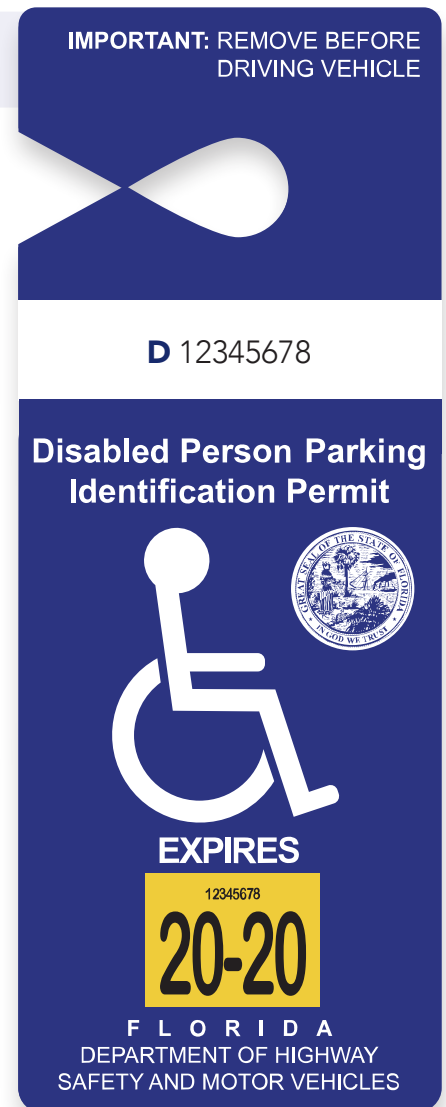 IMPORTANT: REMOVE BEFORE
DRIVING VEHICLE
D 12345678
Disabled Person Parking
Identification Permit
GREAT SEAL OF THE STATE OF FLORIDA
IN GOD WE TRUST
EXPIRES
12345678
20-20
FLORIDA
DEPARTMENT OF HIGHWAY
SAFETY AND MOTOR VEHICLES